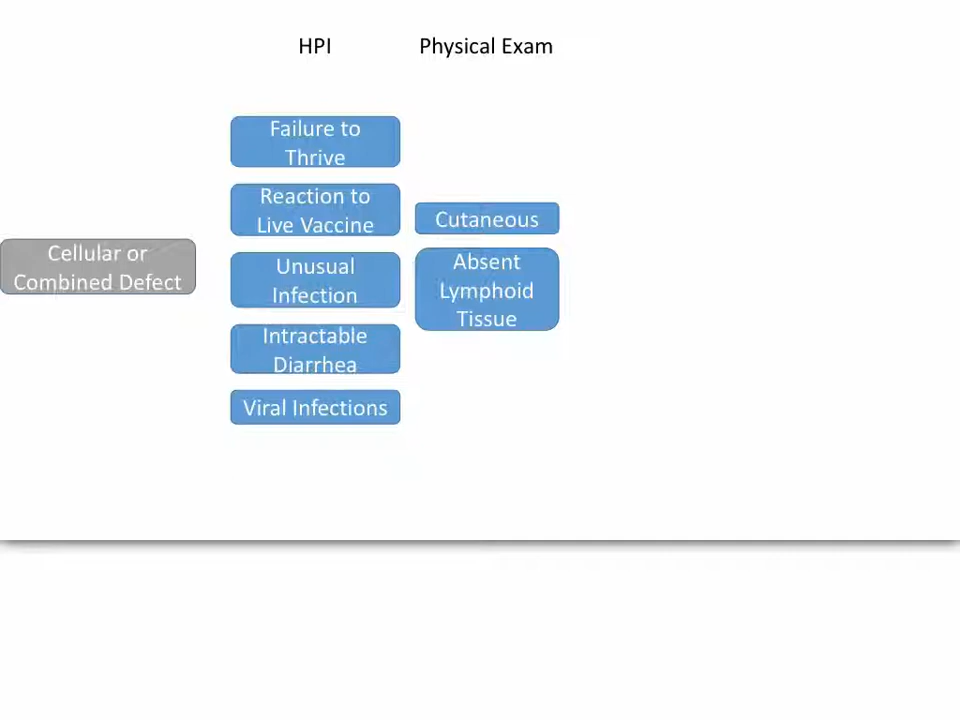 HPI
Physical Exam
Failure to
Thrive
Reaction to
Live Vaccine
Cutaneous
Cellular or
Combined Defect
Unusual
Infection
Absent
Lymphoid
Tissue
Intractable
Diarrhea
Viral Infections